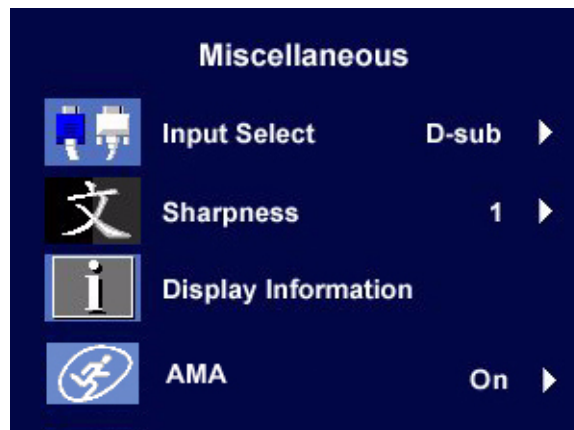 Miscellaneous
Input Select D-sub
文 Sharpness 1
i Display Information
AMA On